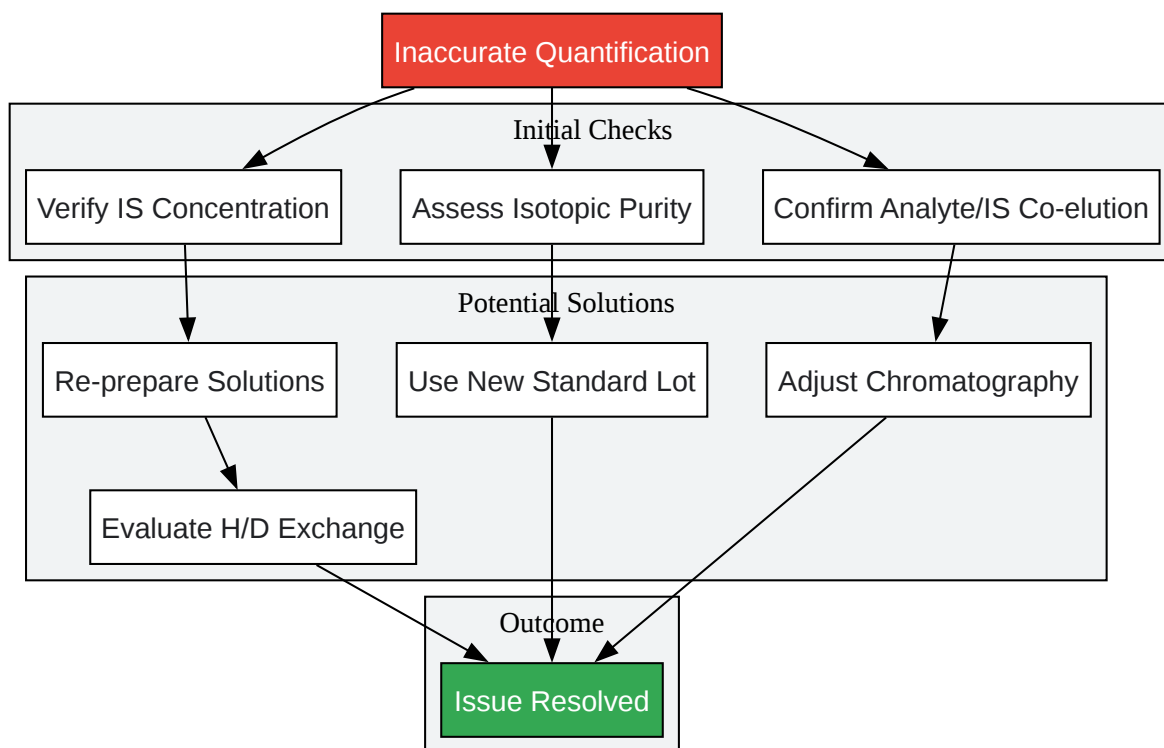 Inaccurate Quantification
Initial Checks
Verify IS Concentration
Assess Isotopic Purity
Confirm Analyte/IS Co-elution
Potential Solutions
Re-prepare Solutions
Use New Standard Lot
Adjust Chromatography
Evaluate H/D Exchange
Outcome
Issue Resolved